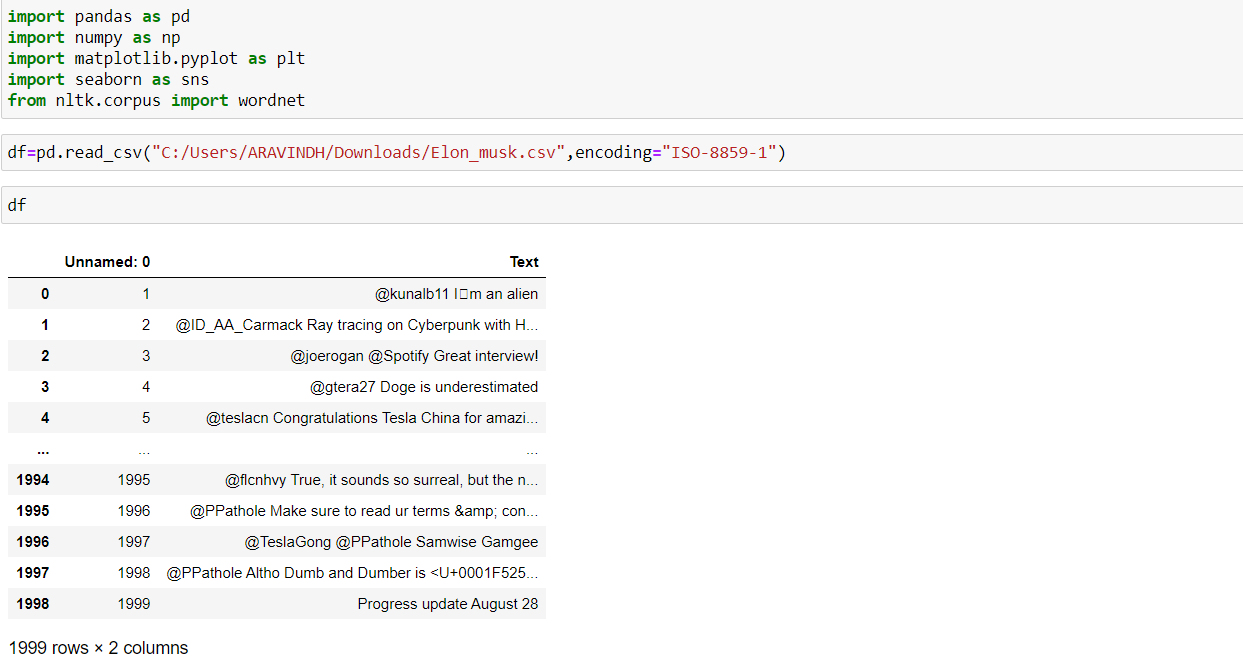 import pandas as pd
import numpy as np
import matplotlib.pyplot as plt
import seaborn as sns
from nltk.corpus import wordnet
df=pd.read_csv("C:/Users/ARAVINDH/Downloads/Elon_musk.csv",encoding="ISO-8859-1")
df
Unnamed: 0 Text
0 1 @kunalb11 I▯m an alien
1 2 @ID_AA_Carmack Ray tracing on Cyberpunk with H...
2 3 @joerogan @Spotify Great interview!
3 4 @gtera27 Doge is underestimated
4 5 @teslacn Congratulations Tesla China for amazi...
... ... ...
1994 1995 @flcnhvy True, it sounds so surreal, but the n...
1995 1996 @PPathole Make sure to read ur terms &amp; con...
1996 1997 @TeslaGong @PPathole Samwise Gamgee
1997 1998 @PPathole Altho Dumb and Dumber is <U+0001F525...
1998 1999 Progress update August 28
1999 rows × 2 columns